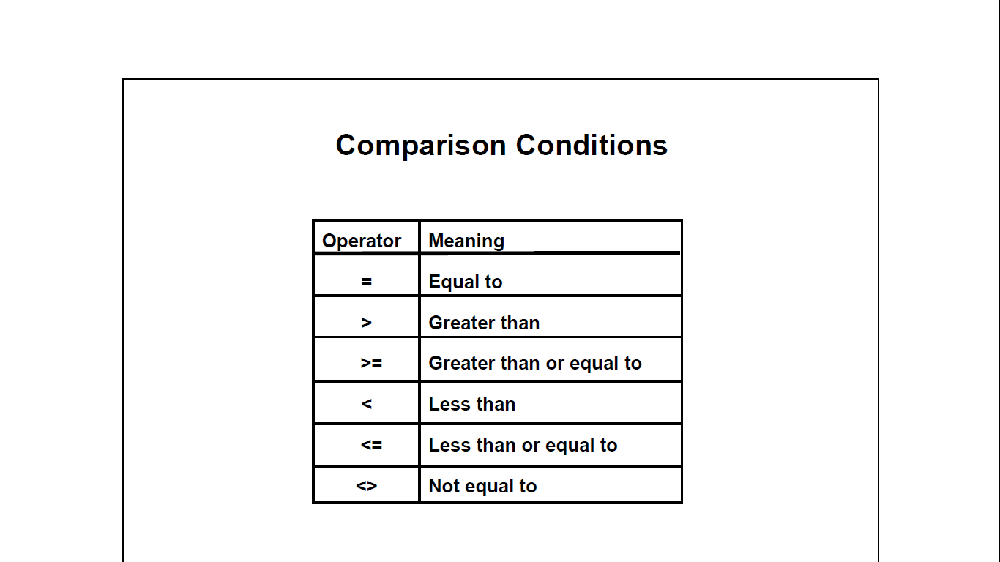 Comparison Conditions
Operator Meaning
= Equal to
> Greater than
>= Greater than or equal to
< Less than
<= Less than or equal to
<> Not equal to